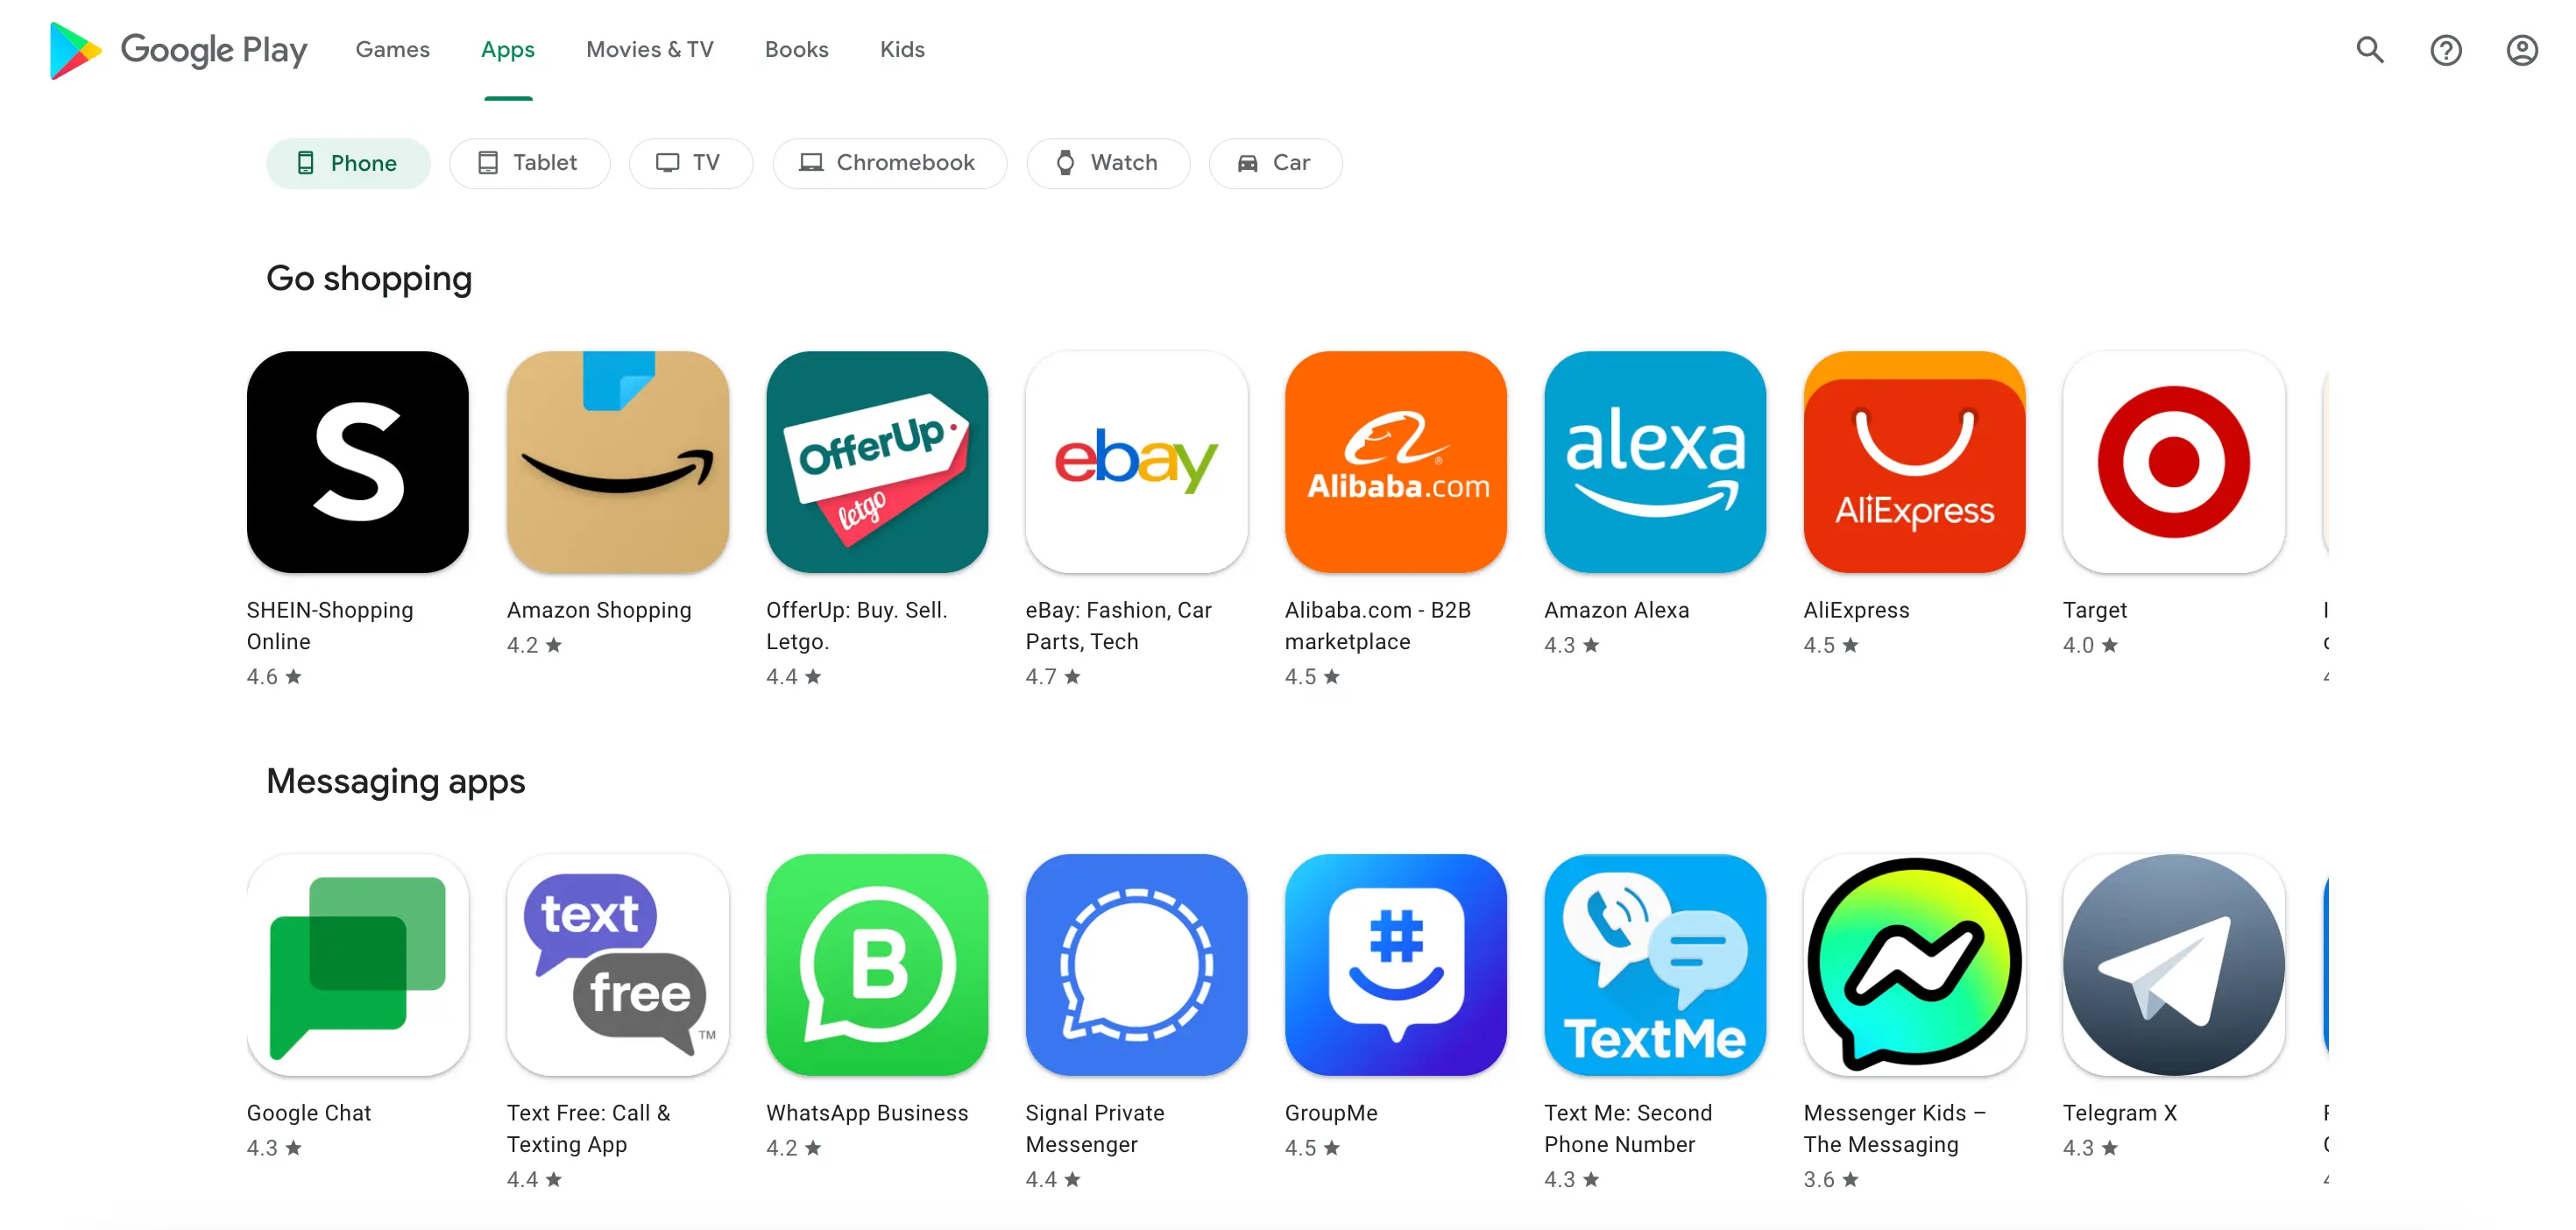 Google Play Games Apps Movies & TV Books Kids
Phone Tablet TV Chromebook Watch Car
Go shopping
S
OfferUp
letgo
ebay
Alibaba.com
alexa
AliExpress
SHEIN-Shopping
Online
4.6
Amazon Shopping
4.2
OfferUp: Buy. Sell.
Letgo.
4.4
eBay: Fashion, Car
Parts, Tech
4.7
Alibaba.com - B2B
marketplace
4.5
Amazon Alexa
4.3
AliExpress
4.5
Target
4.0
Messaging apps
text
free
TM
B
#
TextMe
Google Chat
4.3
Text Free: Call &
Texting App
4.4
WhatsApp Business
4.2
Signal Private
Messenger
4.4
GroupMe
4.5
Text Me: Second
Phone Number
4.3
Messenger Kids –
The Messaging
3.6
Telegram X
4.3